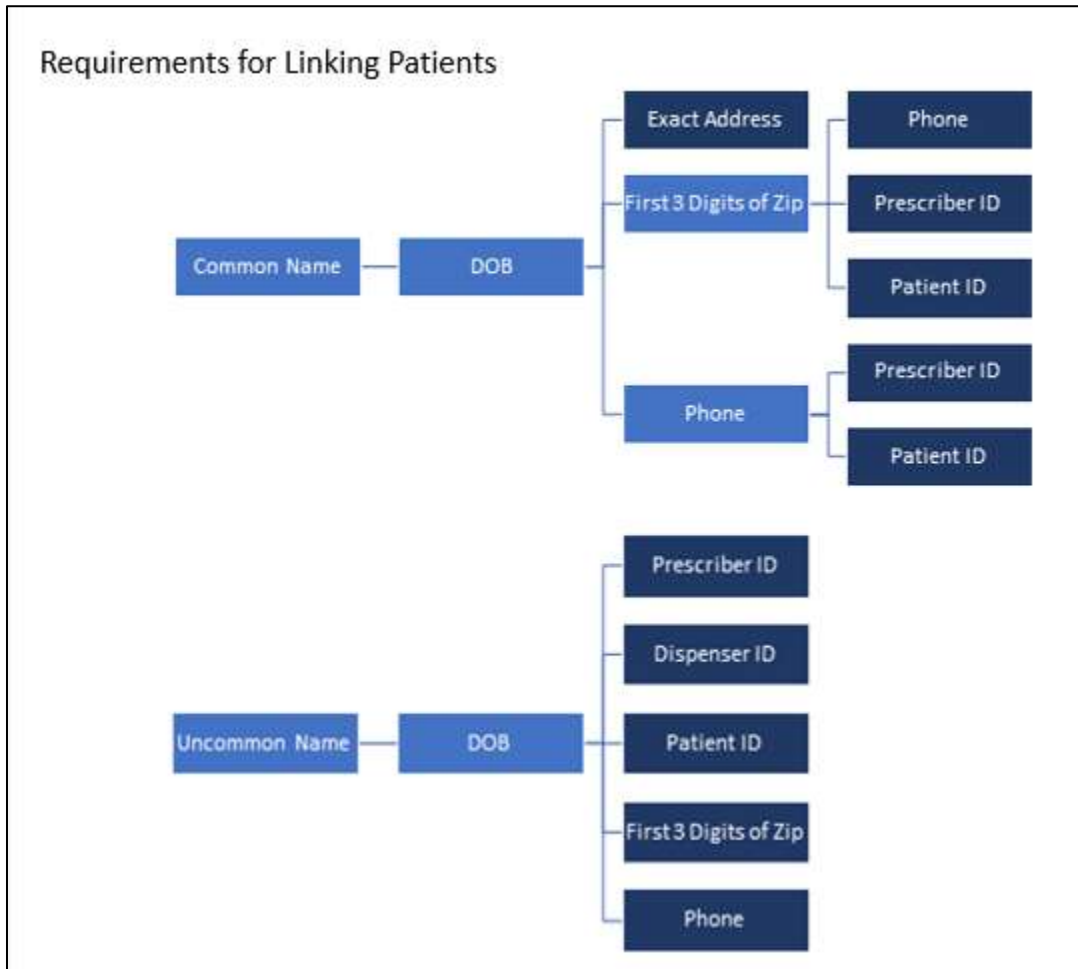 Requirements for Linking Patients
Common Name
DOB
Exact Address
First 3 Digits of Zip
Phone
Prescriber ID
Patient ID
Phone
Prescriber ID
Patient ID
Uncommon Name
DOB
Prescriber ID
Dispenser ID
Patient ID
First 3 Digits of Zip
Phone